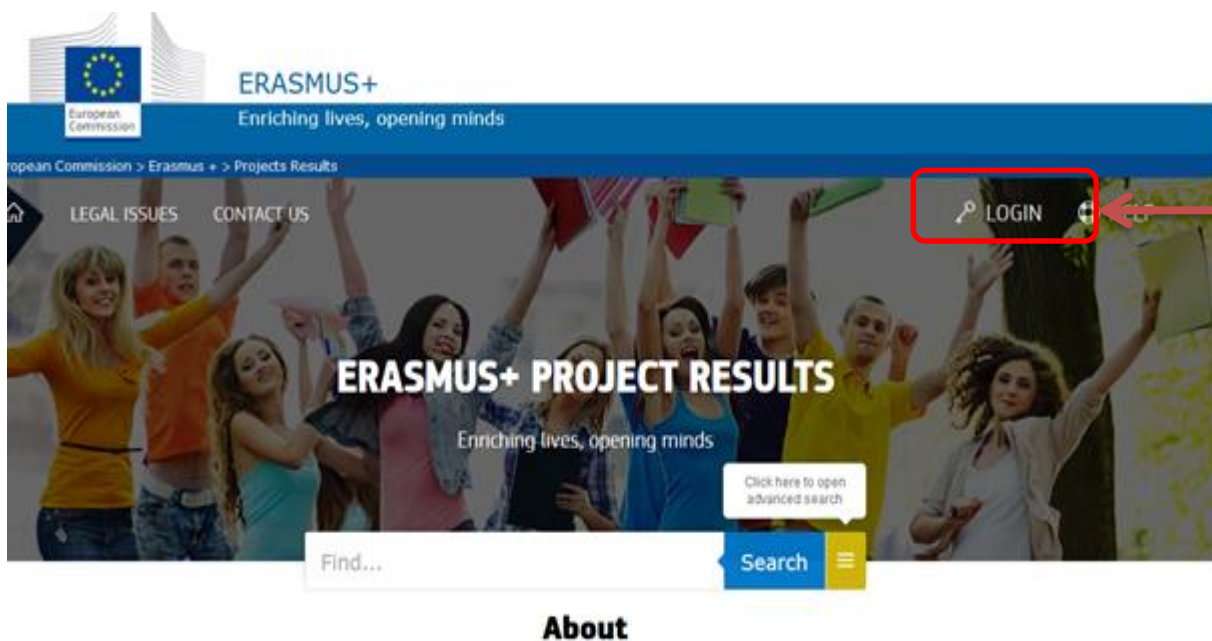 ERASMUS+
European
Commission
Enriching lives, opening minds
European Commission > Erasmus + > Projects Results
LEGAL ISSUES CONTACT US LOGIN
ERASMUS+ PROJECT RESULTS
Enriching lives, opening minds
Click here to open
advanced search
Find... Search
About